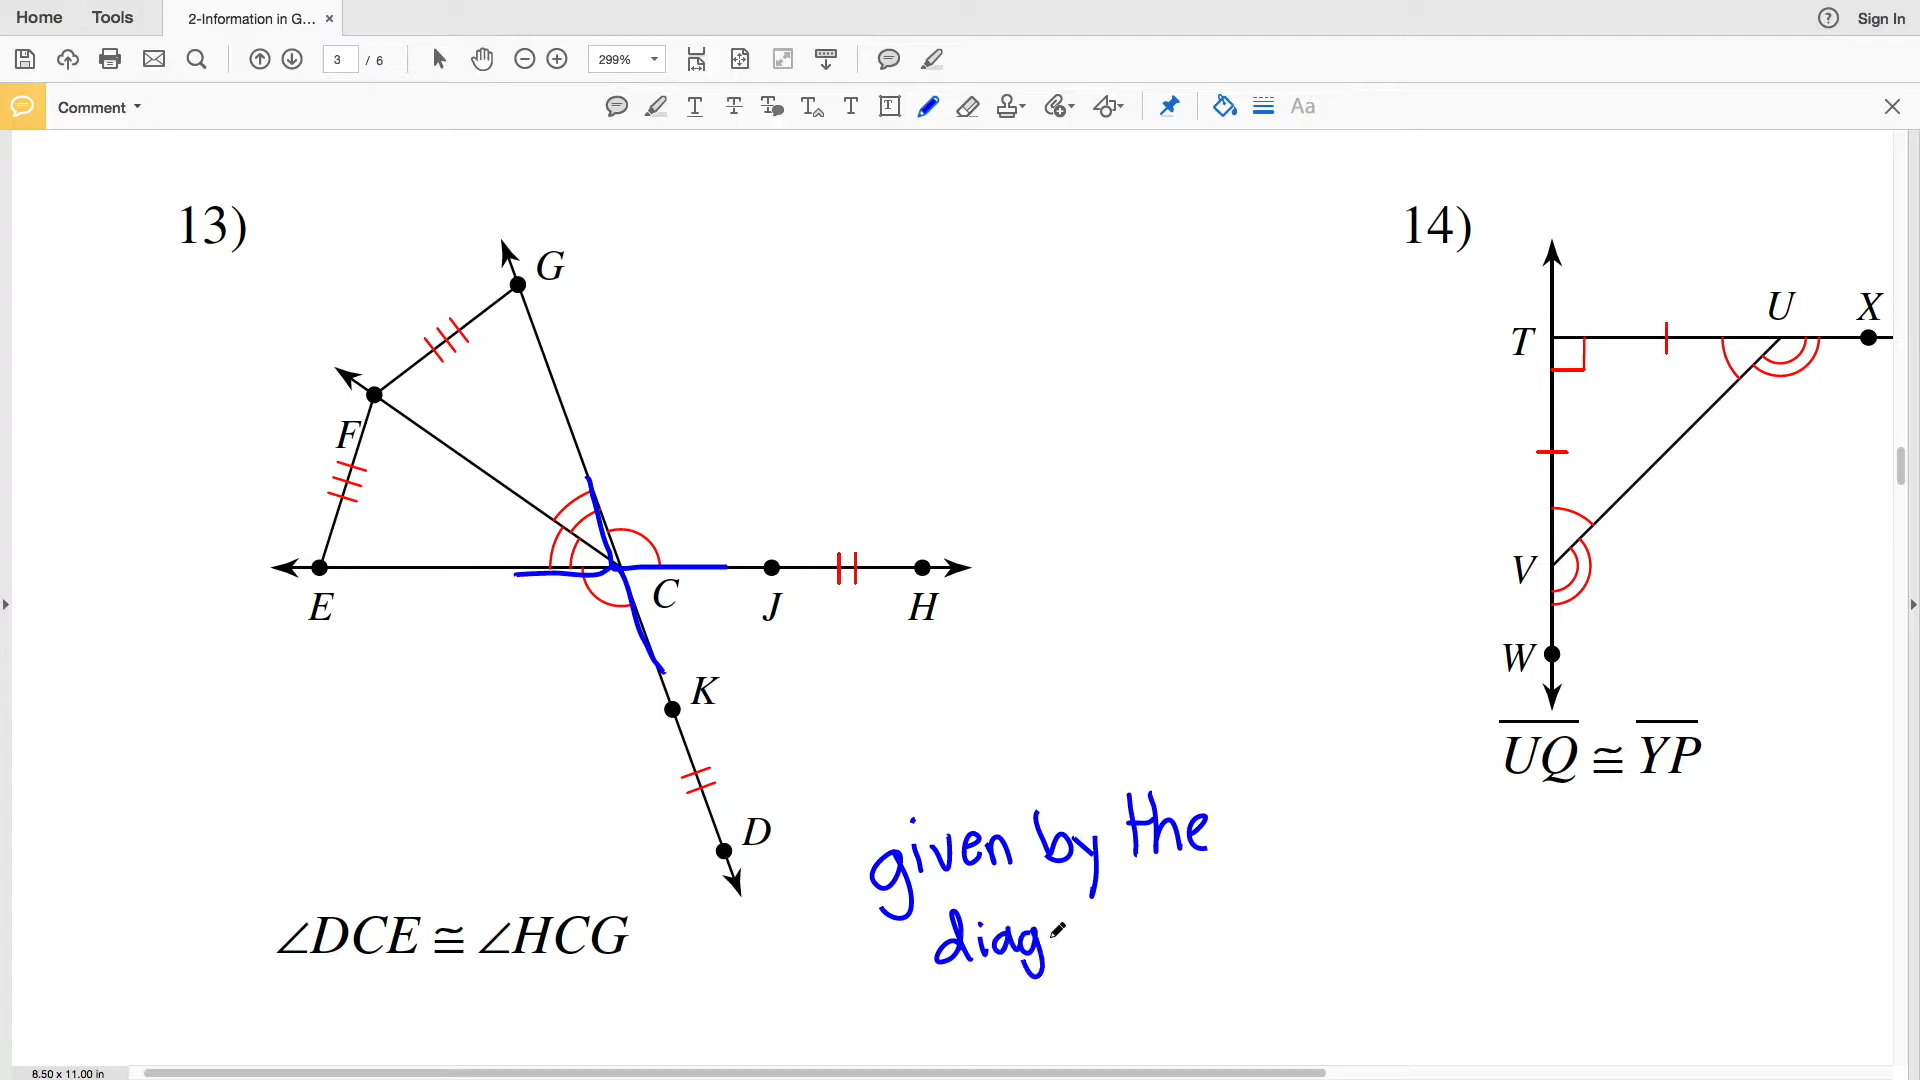 Home Tools 2-Information in G... × Sign In
3 / 6 299%
Comment Aa
13) 14)
G
U X
T
F
V
C
E J H
W
K
UQ ≅ YP
D
given by the
∠DCE ≅ ∠HCG
diag
8.50 x 11.00 in